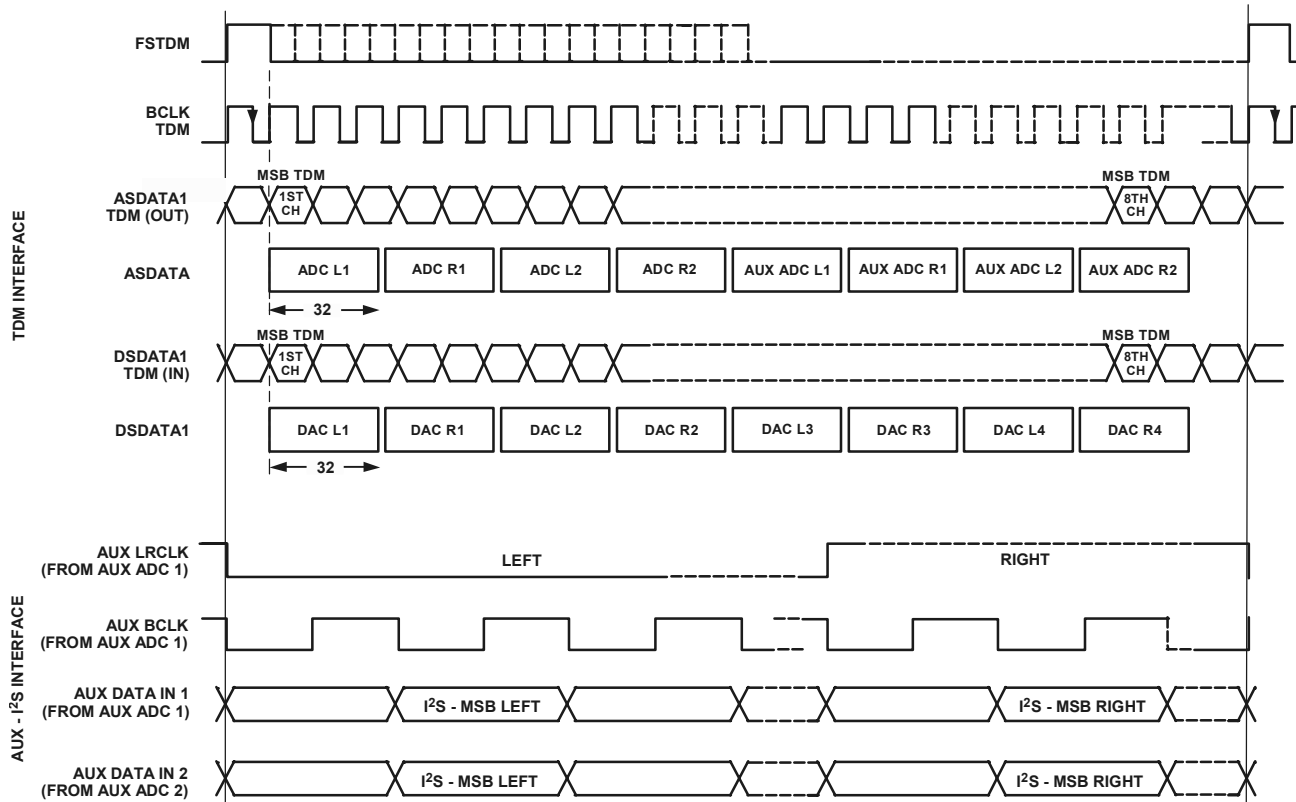 FSTDM
BCLK
TDM
MSB TDM
MSB TDM
ASDATA1
TDM (OUT)
1ST
CH
8TH
CH
ASDATA
ADC L1
ADC R1
ADC L2
ADC R2
AUX ADC L1
AUX ADC R1
AUX ADC L2
AUX ADC R2
32
TDM INTERFACE
MSB TDM
MSB TDM
DSDATA1
TDM (IN)
1ST
CH
8TH
CH
DSDATA1
DAC L1
DAC R1
DAC L2
DAC R2
DAC L3
DAC R3
DAC L4
DAC R4
32
AUX LRCLK
(FROM AUX ADC 1)
LEFT
RIGHT
AUX - I²S INTERFACE
AUX BCLK
(FROM AUX ADC 1)
AUX DATA IN 1
(FROM AUX ADC 1)
I²S - MSB LEFT
I²S - MSB RIGHT
AUX DATA IN 2
(FROM AUX ADC 2)
I²S - MSB LEFT
I²S - MSB RIGHT